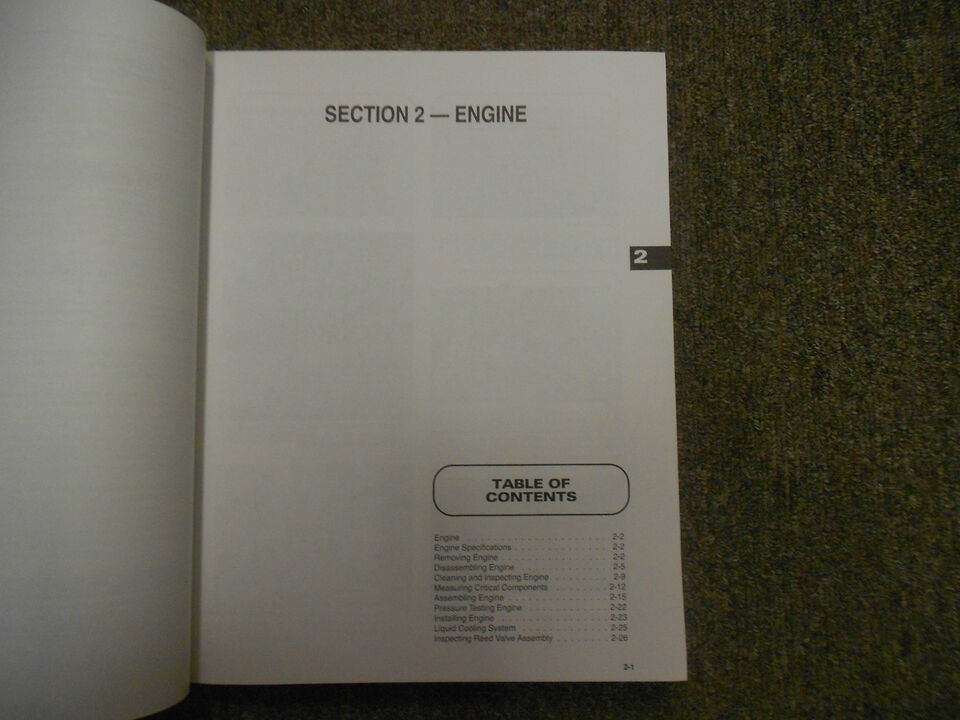 SECTION 2 — ENGINE
2
TABLE OF
CONTENTS
Engine . . . . . . . . . . . . . . . . . . . . . . . 2-2
Engine Specifications . . . . . . . . . . . . . . . 2-2
Removing Engine . . . . . . . . . . . . . . . . . 2-2
Disassembling Engine . . . . . . . . . . . . . . 2-5
Cleaning and Inspecting Engine . . . . . . . . . 2-9
Measuring Critical Components . . . . . . . . . 2-12
Assembling Engine . . . . . . . . . . . . . . . . 2-15
Pressure Testing Engine . . . . . . . . . . . . . 2-22
Installing Engine . . . . . . . . . . . . . . . . . 2-23
Liquid Cooling System . . . . . . . . . . . . . . 2-25
Inspecting Reed Valve Assembly . . . . . . . . . 2-26
2-1